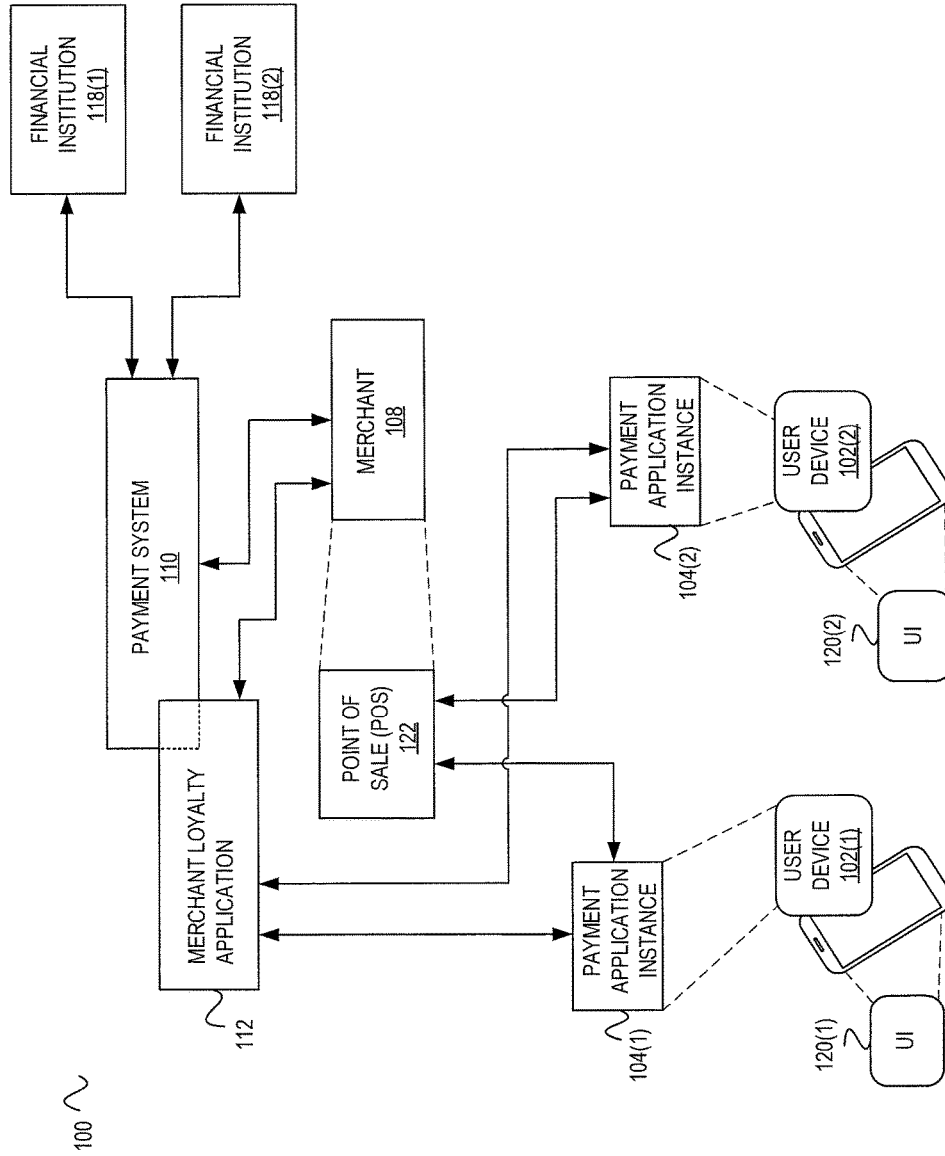 100
112
MERCHANT LOYALTY
APPLICATION
PAYMENT SYSTEM
110
FINANCIAL
INSTITUTION
118(1)
FINANCIAL
INSTITUTION
118(2)
POINT OF
SALE (POS)
122
MERCHANT
108
104(1)
PAYMENT
APPLICATION
INSTANCE
104(2)
PAYMENT
APPLICATION
INSTANCE
120(1)
UI
USER
DEVICE
102(1)
120(2)
UI
USER
DEVICE
102(2)